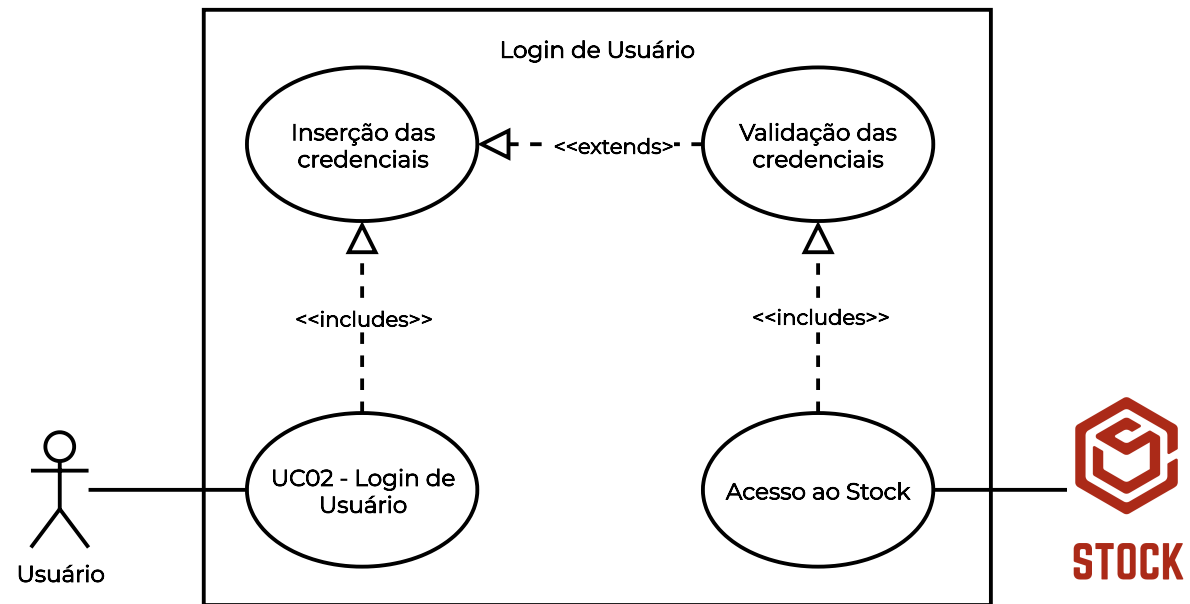 Login de Usuário
Inserção das
credenciais
<<extends>
Validação das
credenciais
<<includes>>
<<includes>>
UC02 - Login de
Usuário
Acesso ao Stock
Usuário
STOCK